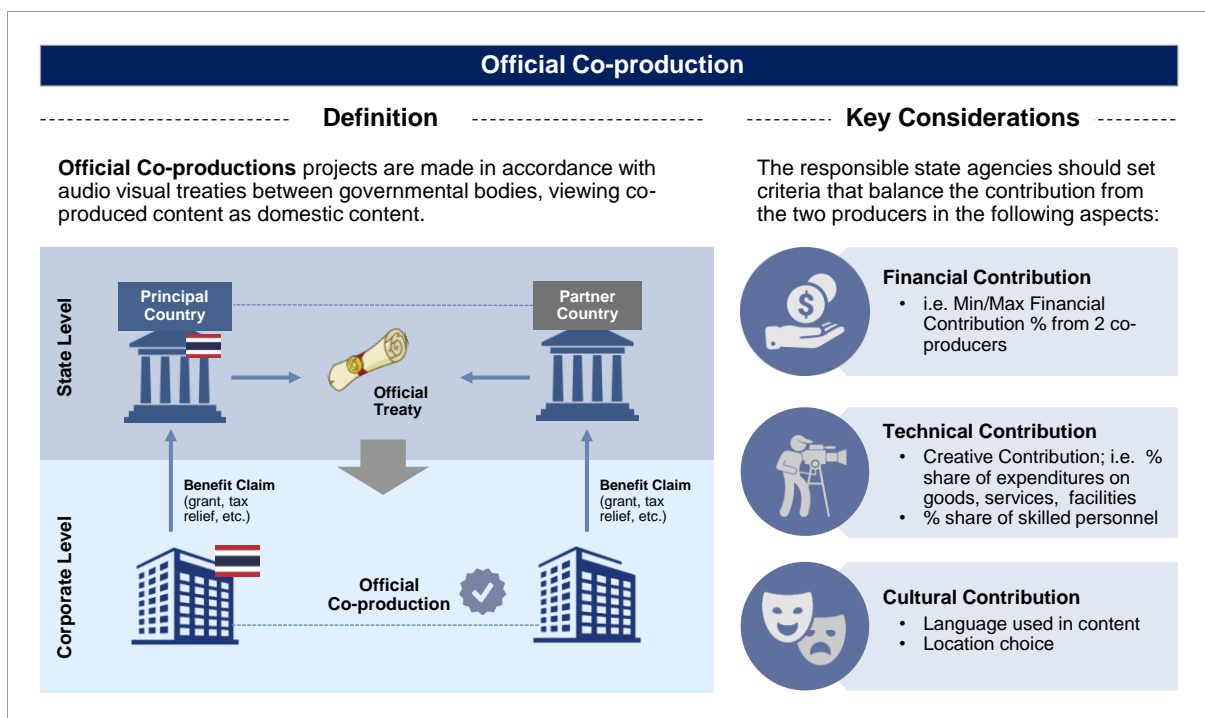 Official Co-production
Definition
Official Co-productions projects are made in accordance with
audio visual treaties between governmental bodies, viewing co-
produced content as domestic content.
State Level
Principal
Country
Partner
Country
Official
Treaty
Corporate Level
Benefit Claim
(grant, tax
relief, etc.)
Benefit Claim
(grant, tax
relief, etc.)
Official
Co-production
Key Considerations
The responsible state agencies should set
criteria that balance the contribution from
the two producers in the following aspects:
$
Financial Contribution
• i.e. Min/Max Financial
Contribution % from 2 co-
producers
Technical Contribution
• Creative Contribution; i.e. %
share of expenditures on
goods, services, facilities
• % share of skilled personnel
Cultural Contribution
• Language used in content
• Location choice